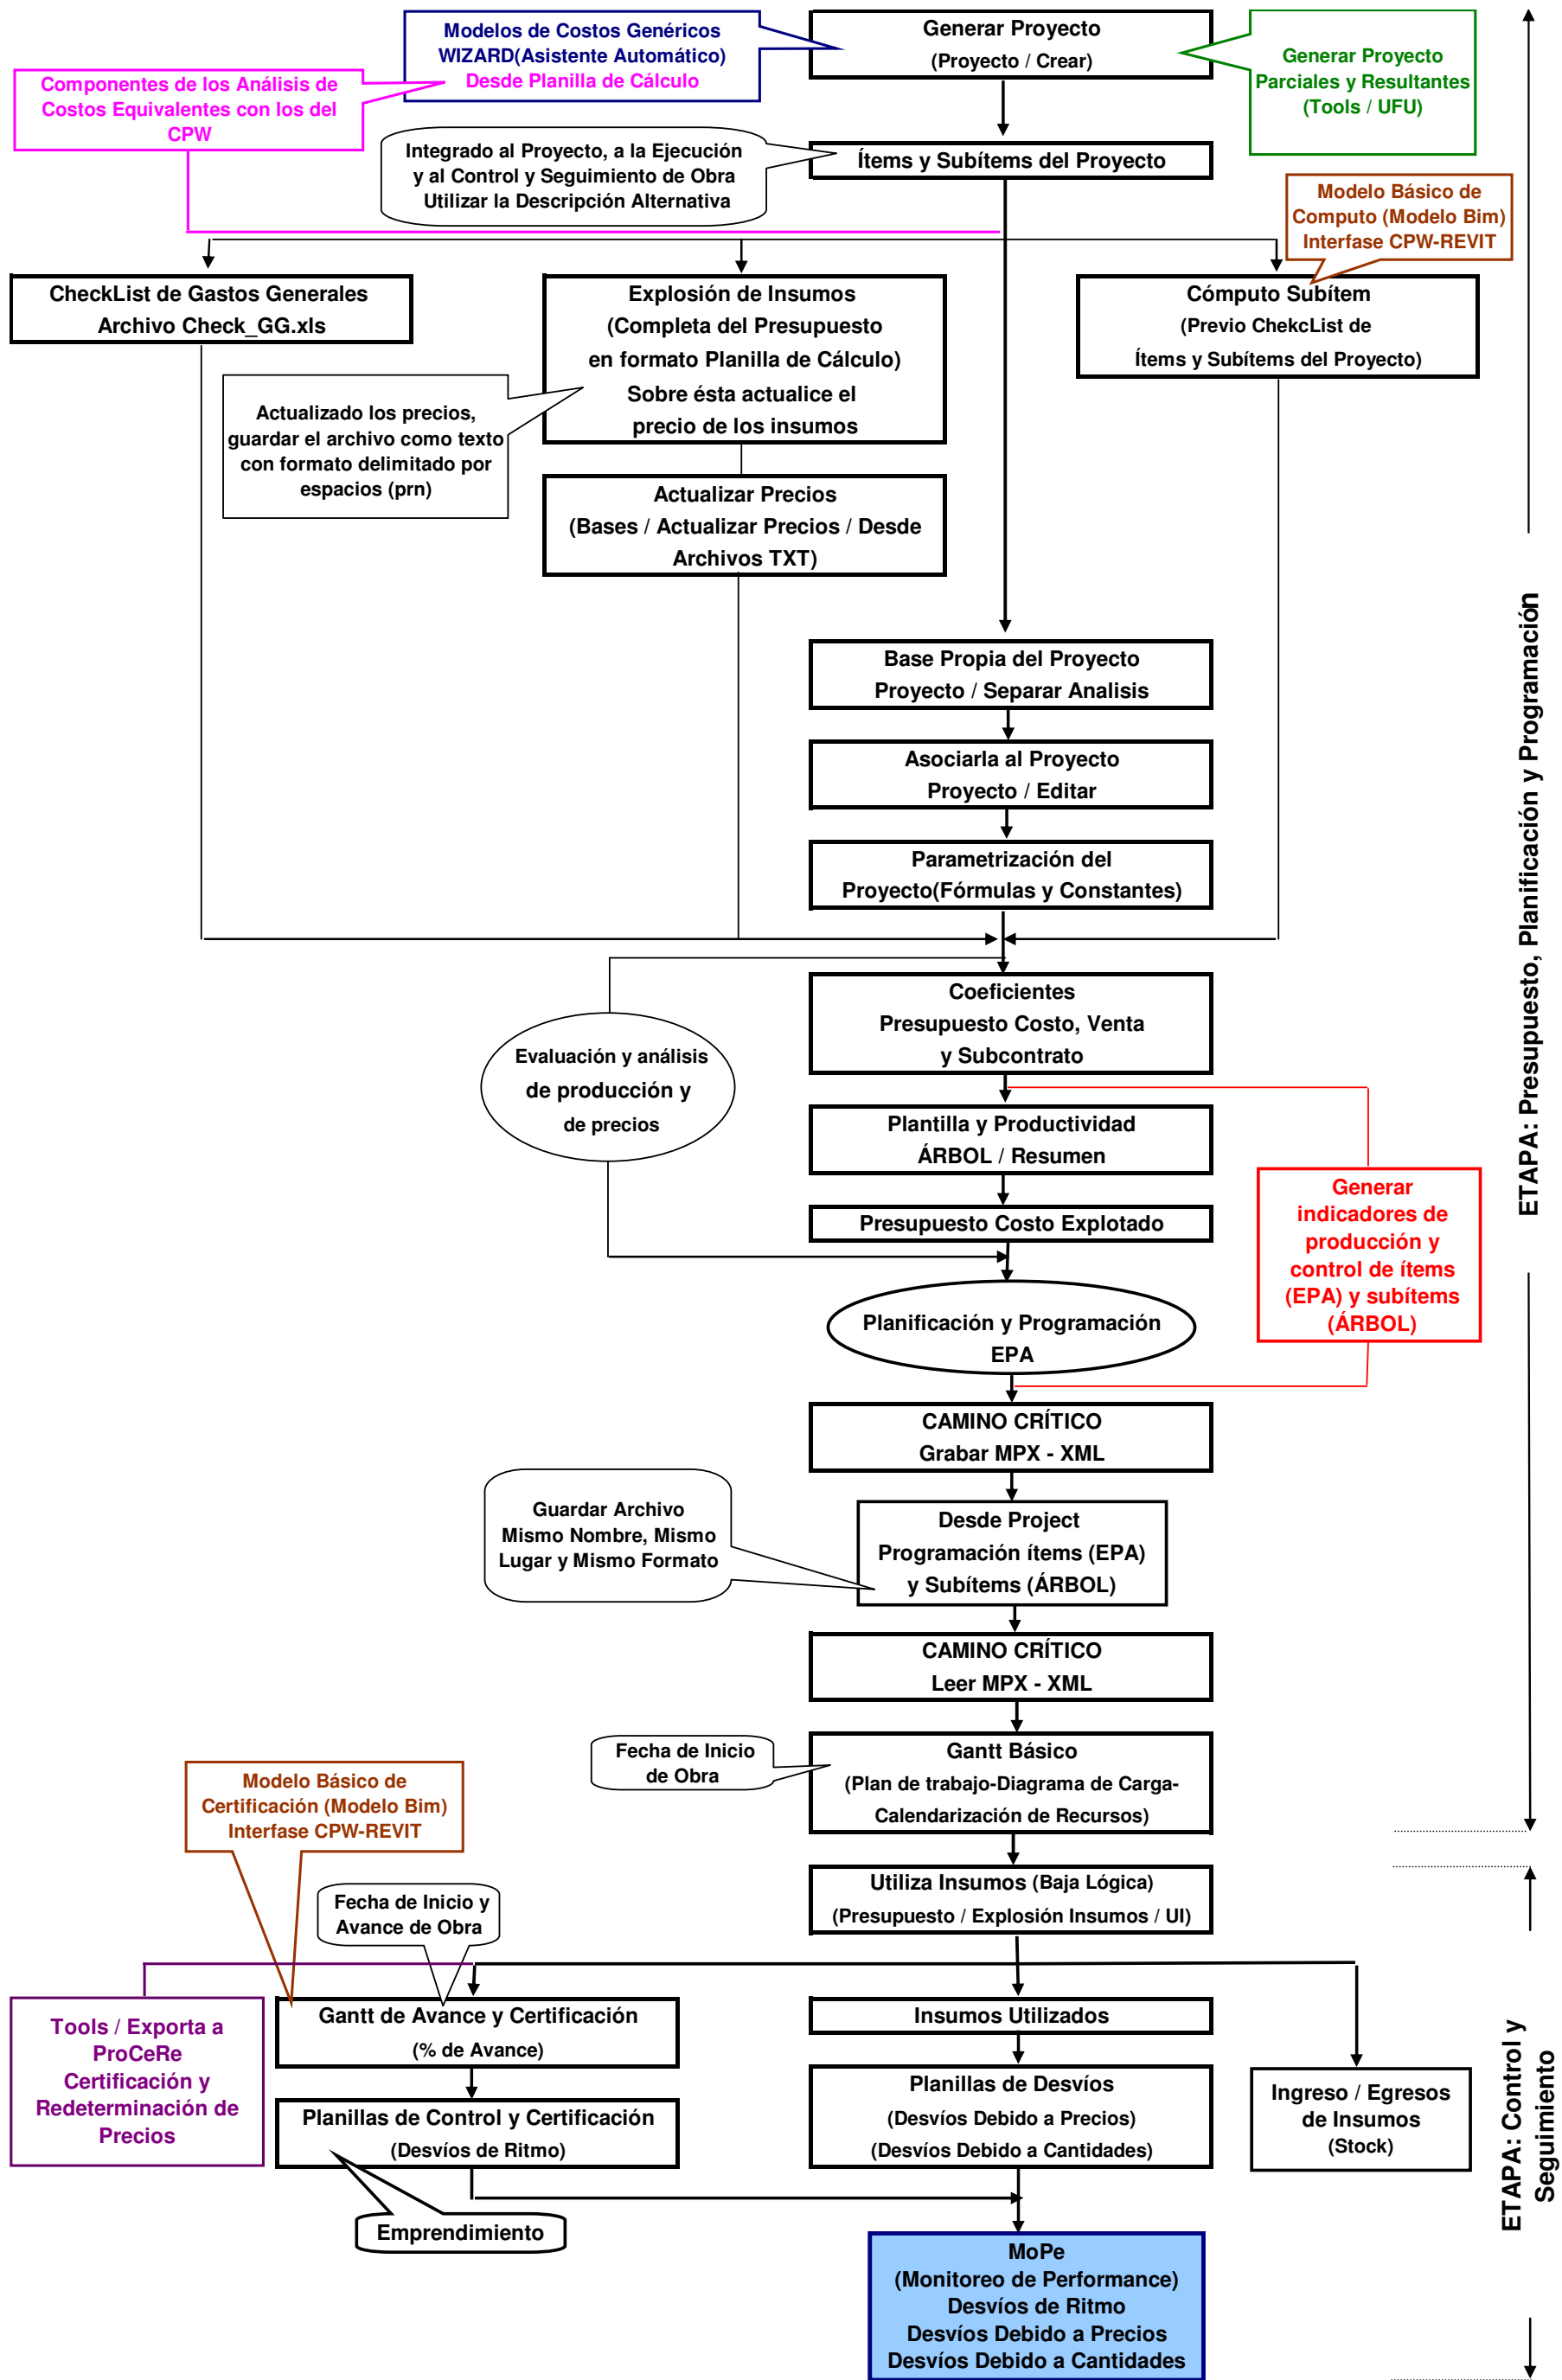 Modelos de Costos Genéricos
WIZARD(Asistente Automático)
Desde Planilla de Cálculo
Generar Proyecto
(Proyecto / Crear)
Generar Proyecto
Parciales y Resultantes
(Tools / UFU)
Componentes de los Análisis de
Costos Equivalentes con los del
CPW
Integrado al Proyecto, a la Ejecución
y al Control y Seguimiento de Obra
Utilizar la Descripción Alternativa
Ítems y Subítems del Proyecto
Modelo Básico de
Computo (Modelo Bim)
Interfase CPW-REVIT
CheckList de Gastos Generales
Archivo Check_GG.xls
Explosión de Insumos
(Completa del Presupuesto
en formato Planilla de Cálculo)
Sobre ésta actualice el
precio de los insumos
Cómputo Subítem
(Previo ChekcList de
Ítems y Subítems del Proyecto)
Actualizado los precios,
guardar el archivo como texto
con formato delimitado por
espacios (prn)
Actualizar Precios
(Bases / Actualizar Precios / Desde
Archivos TXT)
Base Propia del Proyecto
Proyecto / Separar Analisis
Asociarla al Proyecto
Proyecto / Editar
Parametrización del
Proyecto(Fórmulas y Constantes)
ETAPA: Presupuesto, Planificación y Programación
Coeficientes
Presupuesto Costo, Venta
y Subcontrato
Evaluación y análisis
de producción y
de precios
Plantilla y Productividad
ÁRBOL / Resumen
Presupuesto Costo Explotado
Generar
indicadores de
producción y
control de ítems
(EPA) y subítems
(ÁRBOL)
Planificación y Programación
EPA
CAMINO CRÍTICO
Grabar MPX - XML
Guardar Archivo
Mismo Nombre, Mismo
Lugar y Mismo Formato
Desde Project
Programación ítems (EPA)
y Subítems (ÁRBOL)
CAMINO CRÍTICO
Leer MPX - XML
Fecha de Inicio
de Obra
Gantt Básico
(Plan de trabajo-Diagrama de Carga-
Calendarización de Recursos)
Modelo Básico de
Certificación (Modelo Bim)
Interfase CPW-REVIT
Utiliza Insumos (Baja Lógica)
(Presupuesto / Explosión Insumos / UI)
Fecha de Inicio y
Avance de Obra
Tools / Exporta a
ProCeRe
Certificación y
Redeterminación de
Precios
Gantt de Avance y Certificación
(% de Avance)
Insumos Utilizados
Planillas de Control y Certificación
(Desvíos de Ritmo)
Planillas de Desvíos
(Desvíos Debido a Precios)
(Desvíos Debido a Cantidades)
Ingreso / Egresos
de Insumos
(Stock)
ETAPA: Control y
Seguimiento
Emprendimiento
MoPe
(Monitoreo de Performance)
Desvíos de Ritmo
Desvíos Debido a Precios
Desvíos Debido a Cantidades